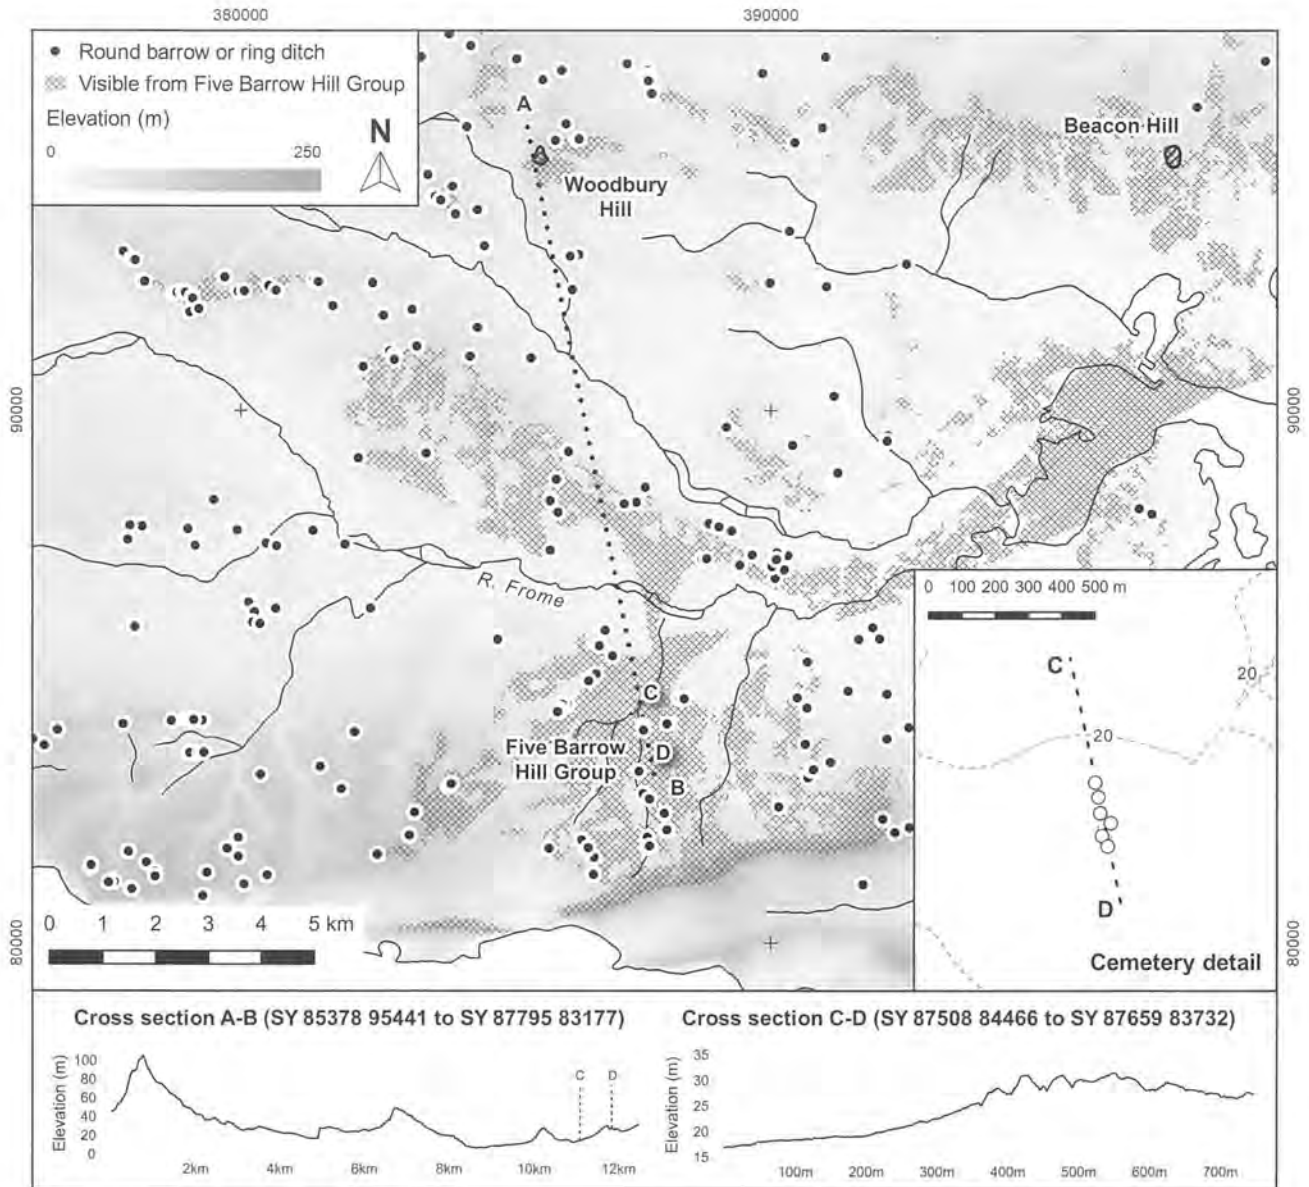 380000
390000
Round barrow or ring ditch
Visible from Five Barrow Hill Group
Elevation (m)
0
250
N
A
Woodbury
Hill
Beacon Hill
90000
90000
R. Frome
C
Five Barrow
Hill Group
D
B
0 100 200 300 400 500 m
C
20
20
D
Cemetery detail
0 1 2 3 4 5 km
80000
80000
Cross section A-B (SY 85378 95441 to SY 87795 83177)
Elevation (m)
100
80
60
40
20
0
C
D
2km 4km 6km 8km 10km 12km
Cross section C-D (SY 87508 84466 to SY 87659 83732)
Elevation (m)
35
30
25
20
15
100m 200m 300m 400m 500m 600m 700m